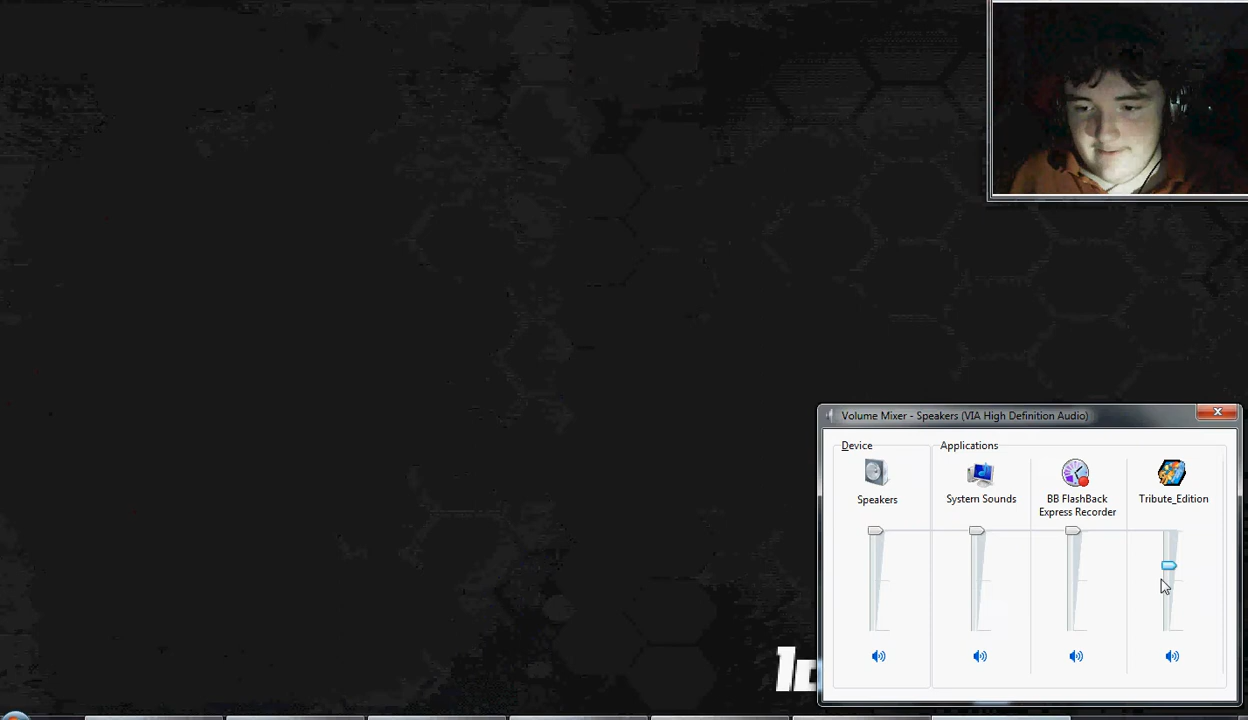 Volume Mixer - Speakers (VIA High Definition Audio)
Device
Applications
Speakers
System Sounds
BB FlashBack
Express Recorder
Tribute_Edition